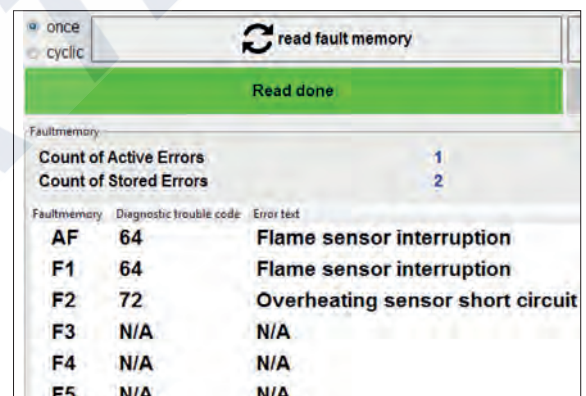 once
cyclic
read fault memory
Read done
Faultmemory
Count of Active Errors 1
Count of Stored Errors 2
Faultmemory Diagnostic trouble code Error text
AF 64 Flame sensor interruption
F1 64 Flame sensor interruption
F2 72 Overheating sensor short circuit
F3 N/A N/A
F4 N/A N/A
F5 N/A N/A